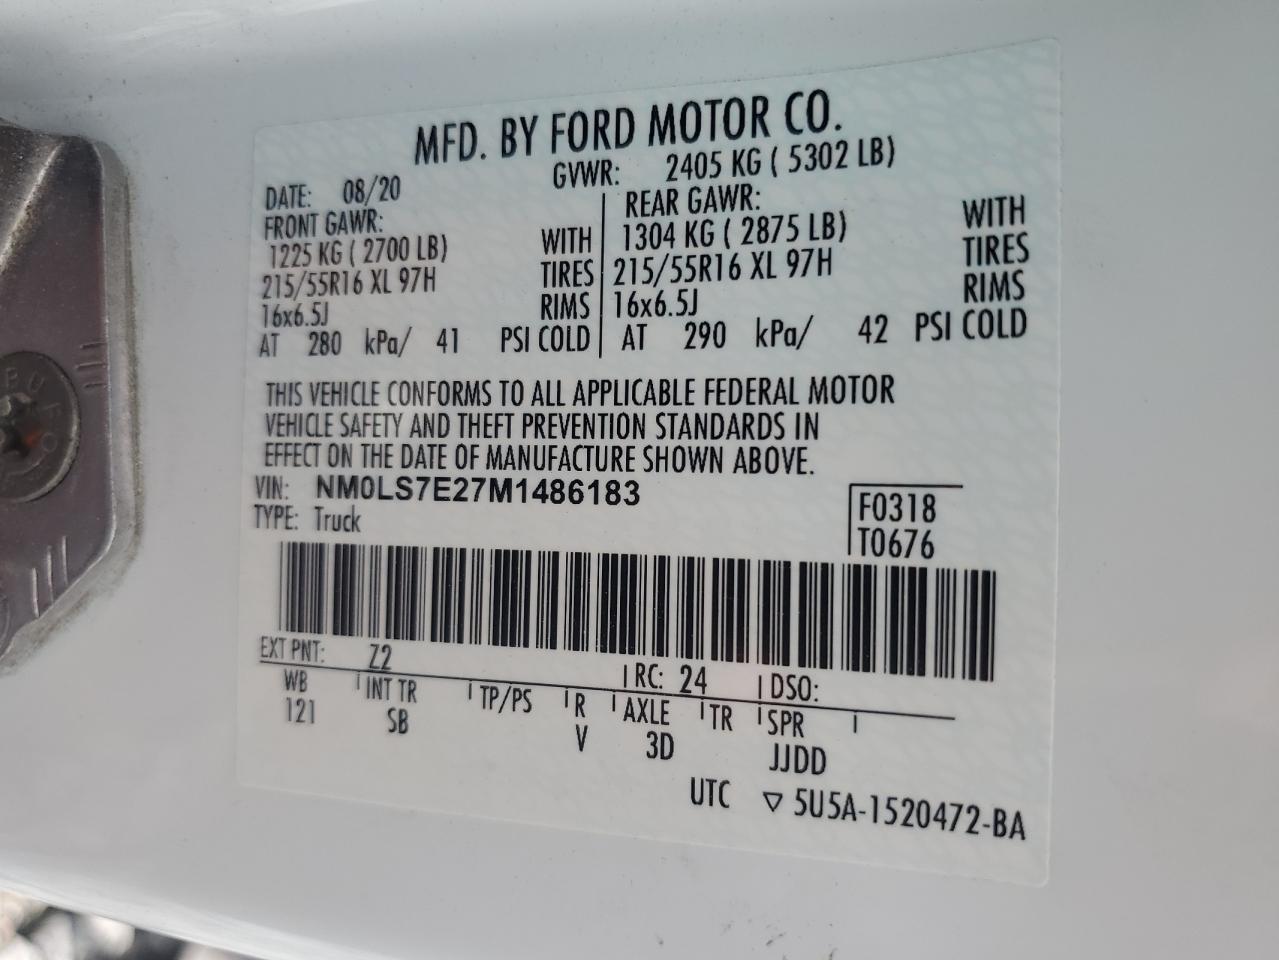 MFD. BY FORD MOTOR CO.
DATE: 08/20 GVWR: 2405 KG ( 5302 LB)
FRONT GAWR: REAR GAWR:
1225 KG ( 2700 LB) WITH 1304 KG ( 2875 LB) WITH
215/55R16 XL 97H TIRES 215/55R16 XL 97H TIRES
16x6.5J RIMS 16x6.5J RIMS
AT 280 kPa/ 41 PSI COLD AT 290 kPa/ 42 PSI COLD
THIS VEHICLE CONFORMS TO ALL APPLICABLE FEDERAL MOTOR
VEHICLE SAFETY AND THEFT PREVENTION STANDARDS IN
EFFECT ON THE DATE OF MANUFACTURE SHOWN ABOVE.
VIN: NM0LS7E27M1486183
TYPE: Truck
F0318
T0676
EXT PNT: Z2 RC: 24 DSO:
WB INT TR TP/PS R AXLE TR SPR
121 SB V 3D JJDD
UTC ▽ 5U5A-1520472-BA